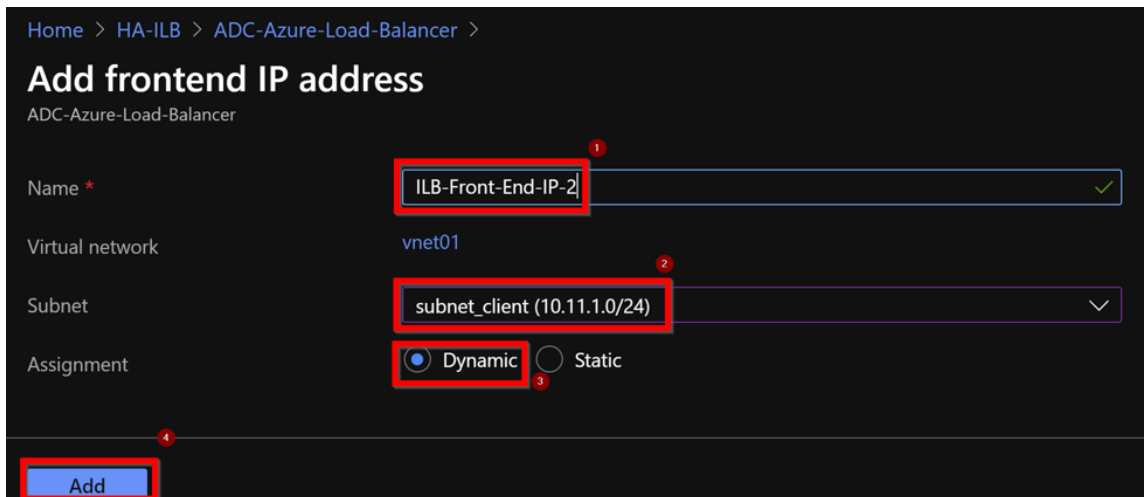 Home > HA-ILB > ADC-Azure-Load-Balancer >
Add frontend IP address
ADC-Azure-Load-Balancer
1
Name *
ILB-Front-End-IP-2
Virtual network
vnet01
2
Subnet
subnet_client (10.11.1.0/24)
Assignment
Dynamic
Static
3
4
Add